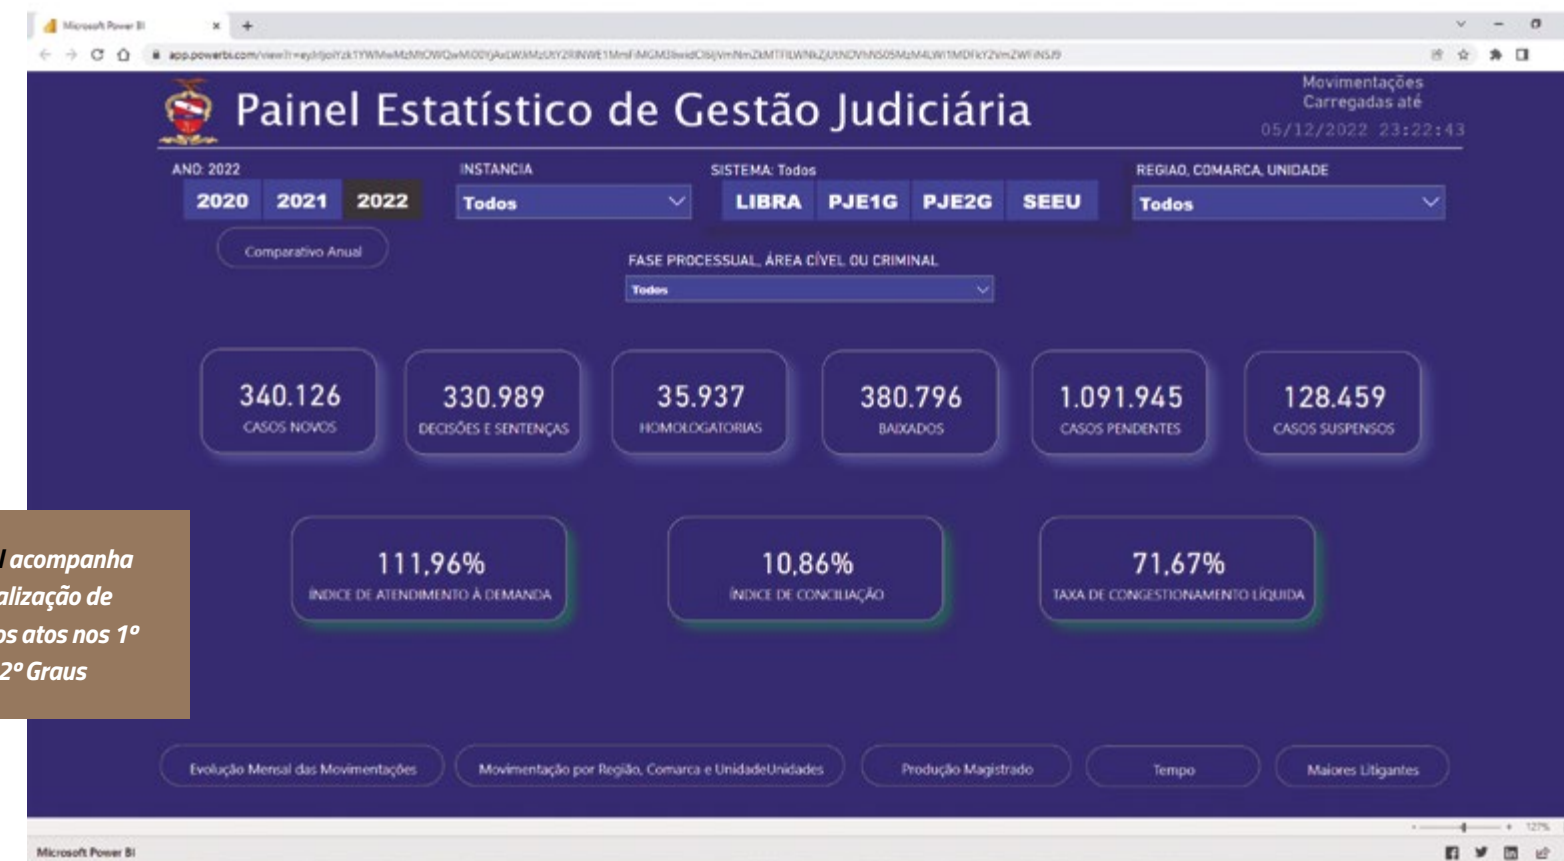 Microsoft Power BI
Painel Estatístico de Gestão Judiciária
Movimentações
Carregadas até
05/12/2022 23:22:43
ANO: 2022
2020 2021 2022
INSTANCIA
Todos
SISTEMA: Todos
LIBRA PJE1G PJE2G SEEU
REGIAO, COMARCA, UNIDADE
Todos
Comparativo Anual
FASE PROCESSUAL, ÁREA CÍVEL OU CRIMINAL
Todos
340.126
CASOS NOVOS
330.989
DECISÕES E SENTENÇAS
35.937
HOMOLOGATORIAS
380.796
BAIXADOS
1.091.945
CASOS PENDENTES
128.459
CASOS SUSPENSOS
l acompanha
alização de
os atos nos 1º
2º Graus
111,96%
ÍNDICE DE ATENDIMENTO À DEMANDA
10,86%
ÍNDICE DE CONCILIAÇÃO
71,67%
TAXA DE CONGESTIONAMENTO LÍQUIDA
Evolução Mensal das Movimentações
Movimentação por Região, Comarca e UnidadeUnidades
Produção Magistrado
Tempo
Maiores Litigantes
127%
Microsoft Power BI